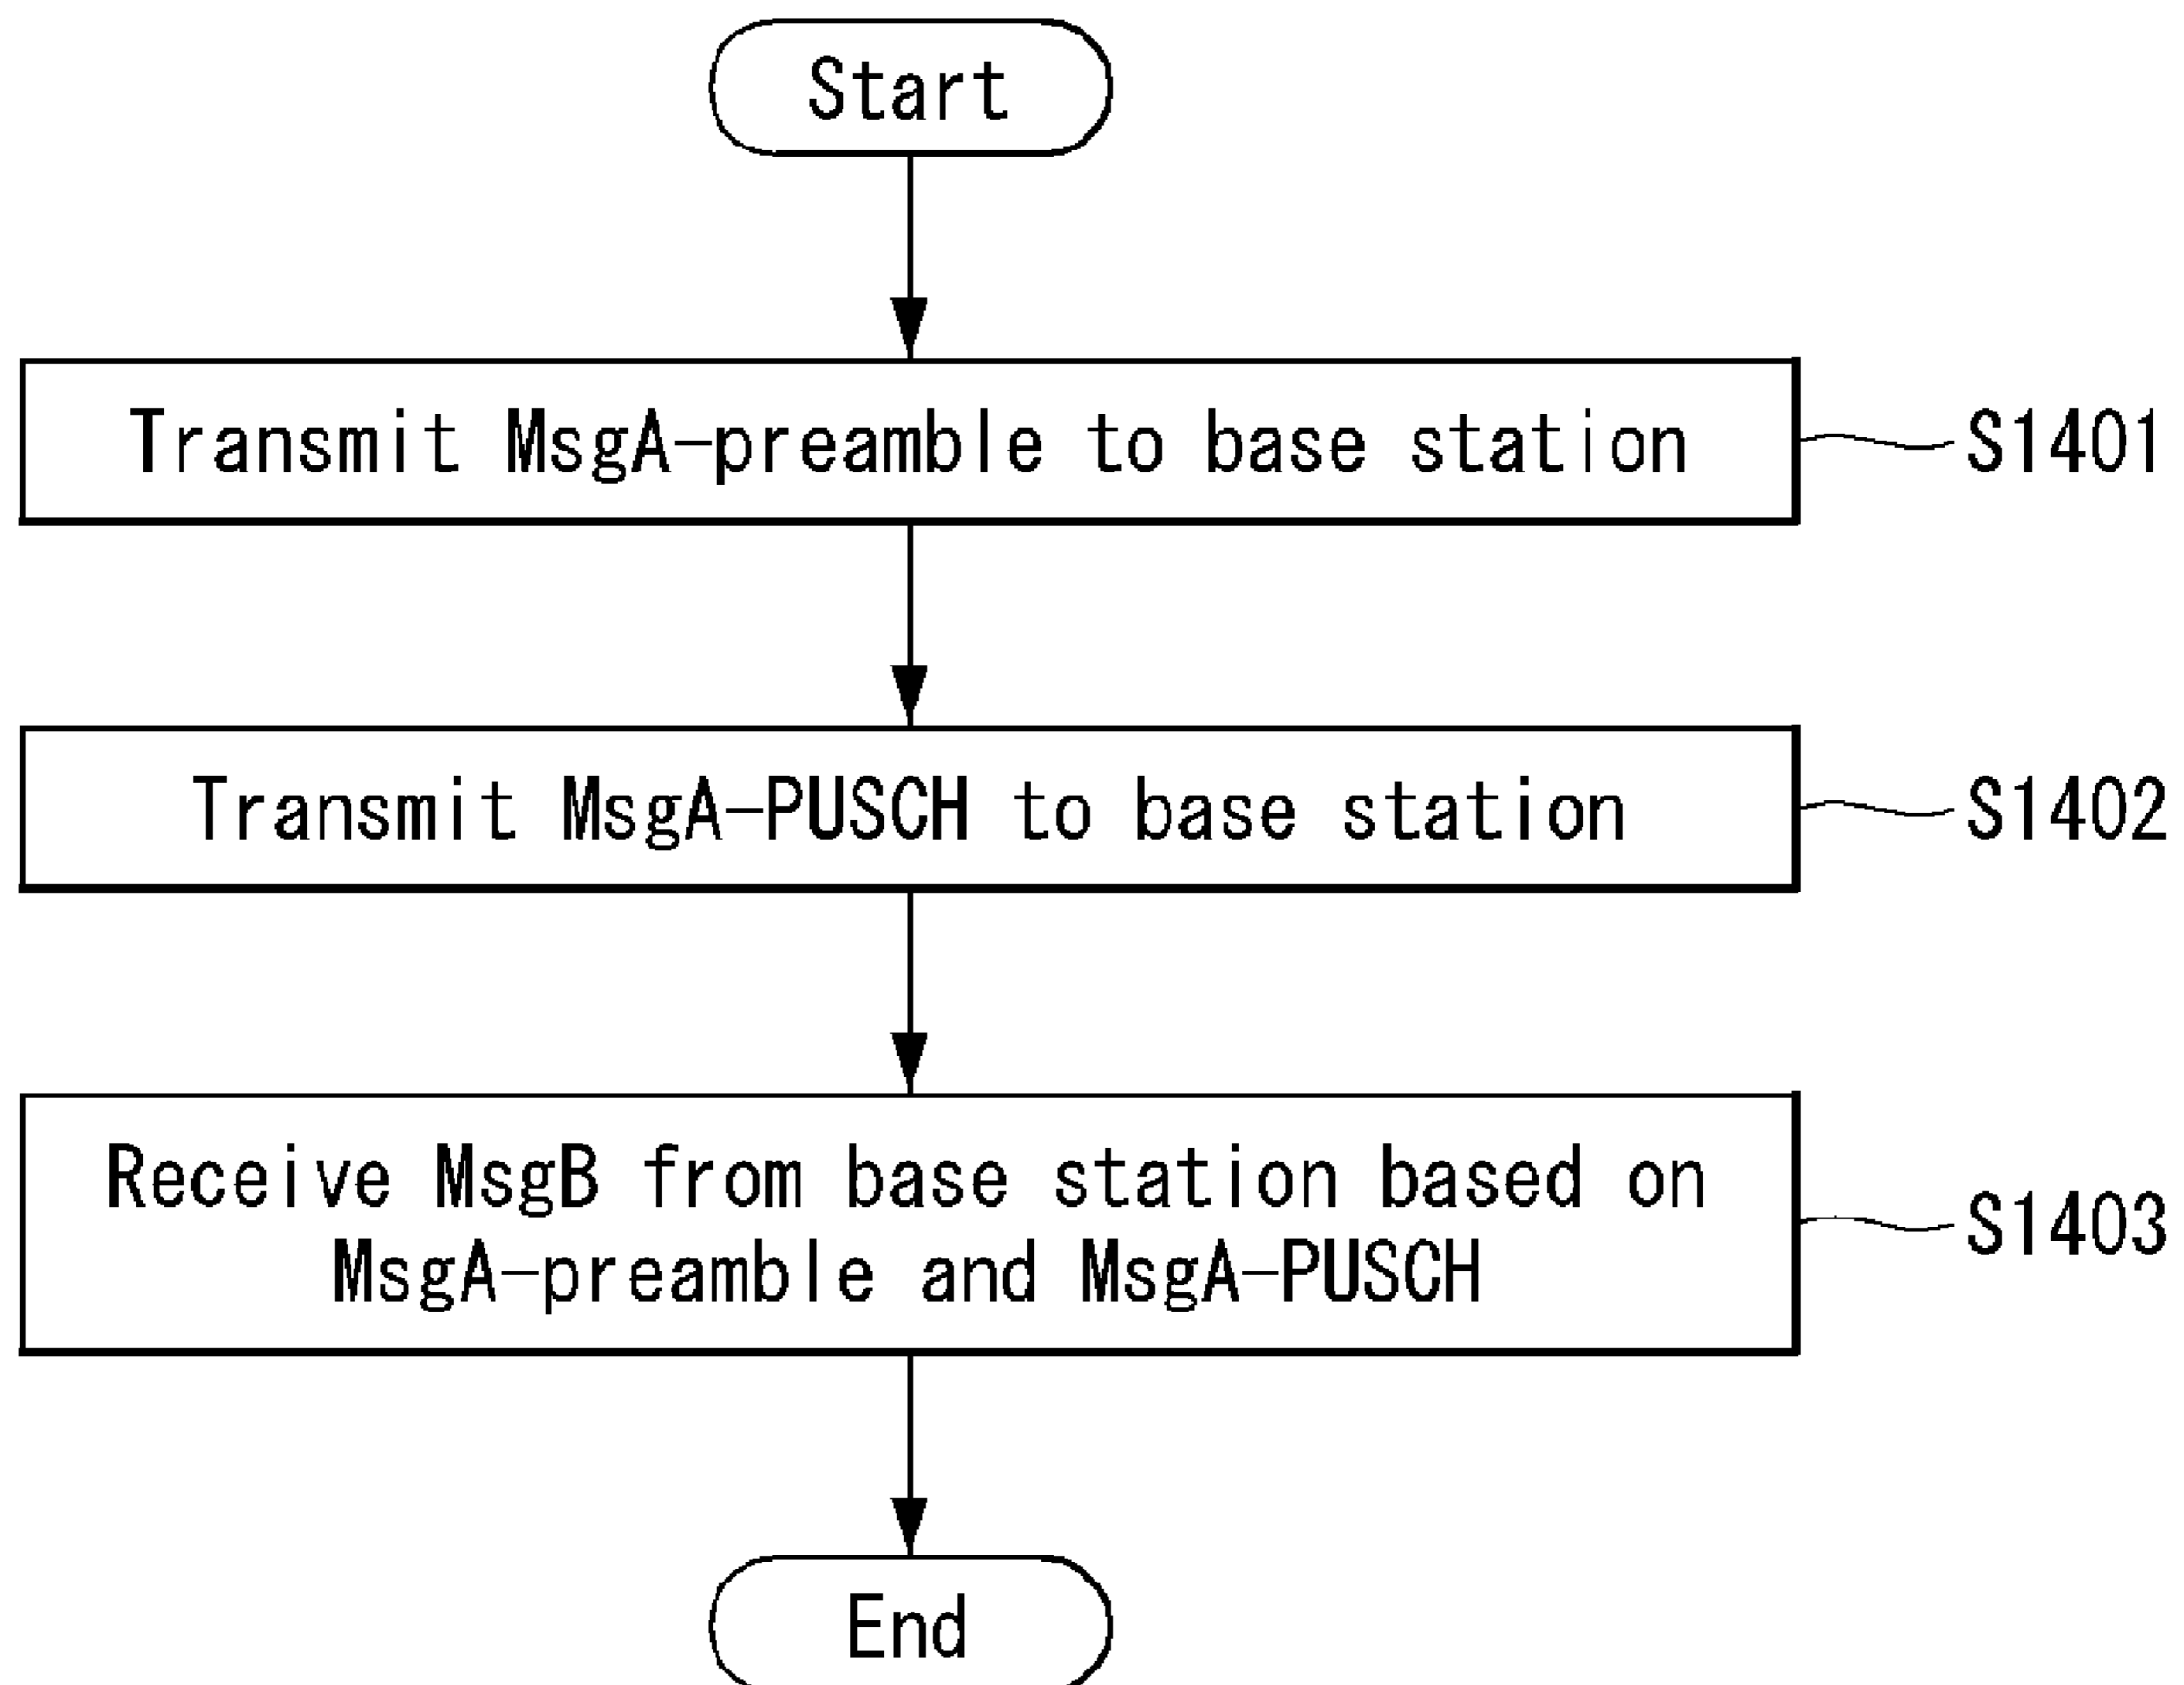 Start
Transmit MsgA-preamble to base station
S1401
Transmit MsgA-PUSCH to base station
S1402
Receive MsgB from base station based on
MsgA-preamble and MsgA-PUSCH
S1403
End